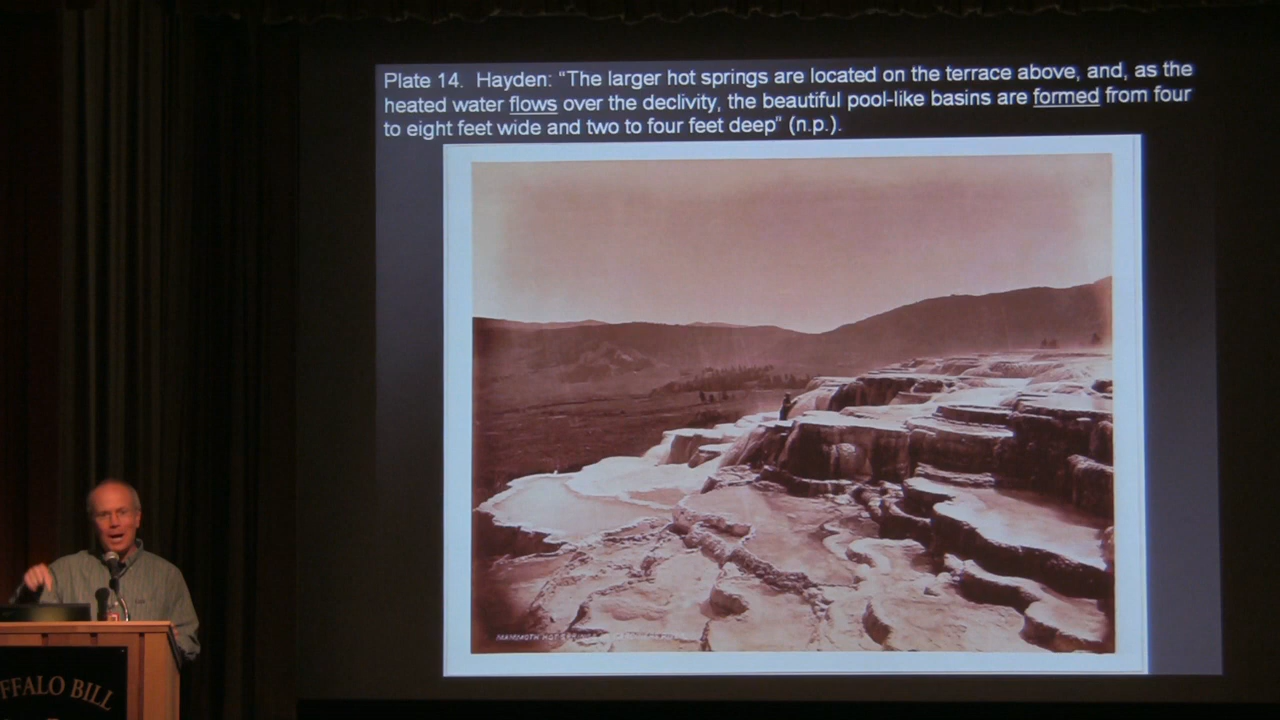 Plate 14.  Hayden: “The larger hot springs are located on the terrace above, and, as the
heated water flows over the declivity, the beautiful pool-like basins are formed from four
to eight feet wide and two to four feet deep” (n.p.).
MAMMOTH HOT
FFALO BILL